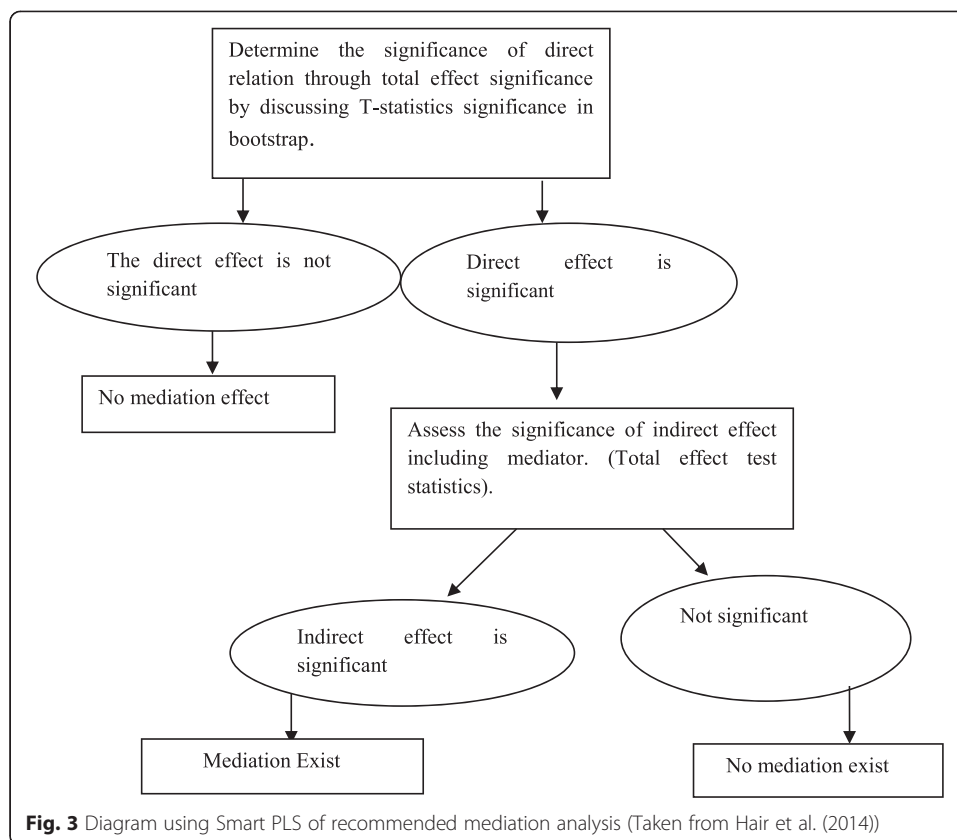 Determine the significance of direct
relation through total effect significance
by discussing T-statistics significance in
bootstrap.
The direct effect is not
significant
Direct effect is
significant
No mediation effect
Assess the significance of indirect effect
including mediator. (Total effect test
statistics).
Indirect effect is
significant
Not significant
Mediation Exist
No mediation exist
Fig. 3 Diagram using Smart PLS of recommended mediation analysis (Taken from Hair et al. (2014))